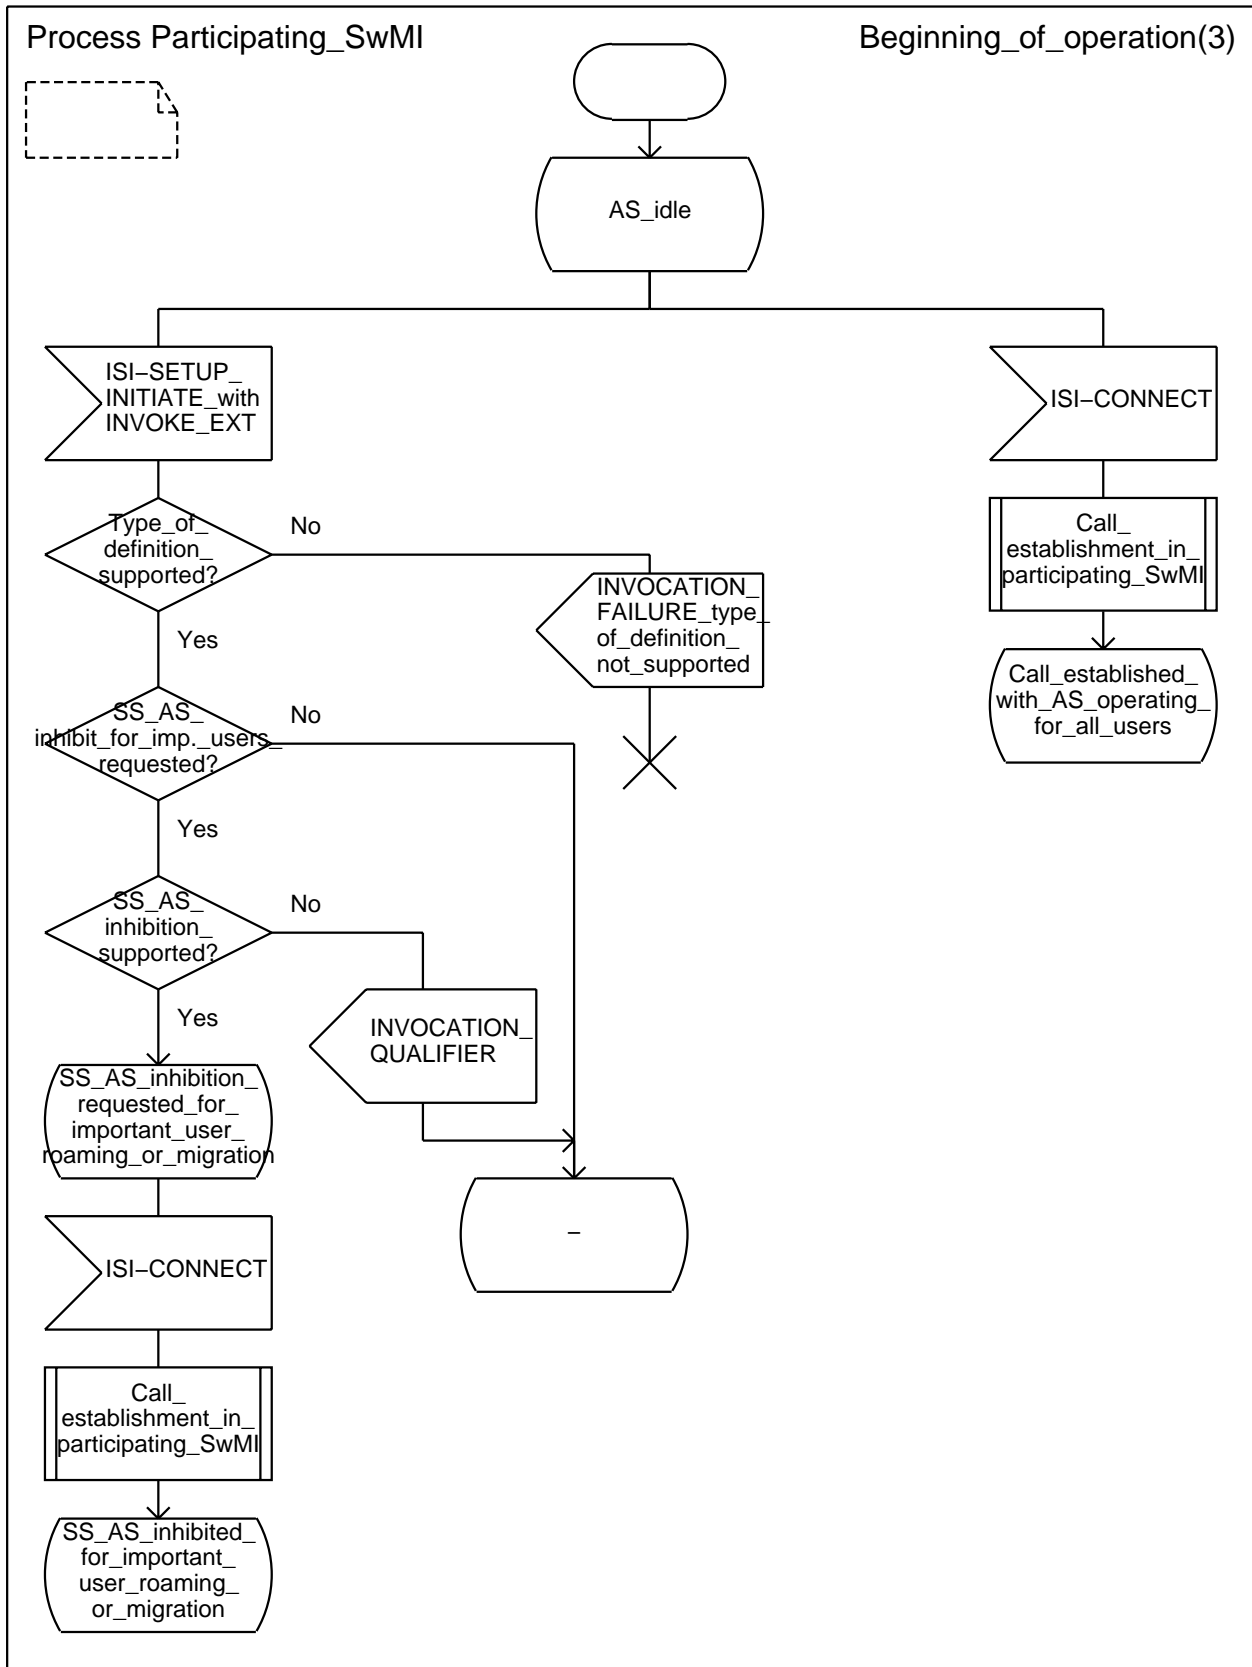 Process Participating_SwMI
Beginning_of_operation(3)
AS_idle
ISI–SETUP_
INITIATE_with
INVOKE_EXT
ISI–CONNECT
Type_of_
definition_
supported?
No
Yes
INVOCATION_
FAILURE_type_
of_definition_
not_supported
Call_
establishment_in_
participating_SwMI
Call_established_
with_AS_operating_
for_all_users
SS_AS_
inhibit_for_imp._users_
requested?
No
Yes
SS_AS_
inhibition_
supported?
No
Yes
INVOCATION_
QUALIFIER
SS_AS_inhibition_
requested_for_
important_user_
roaming_or_migration
–
ISI–CONNECT
Call_
establishment_in_
participating_SwMI
SS_AS_inhibited_
for_important_
user_roaming_
or_migration